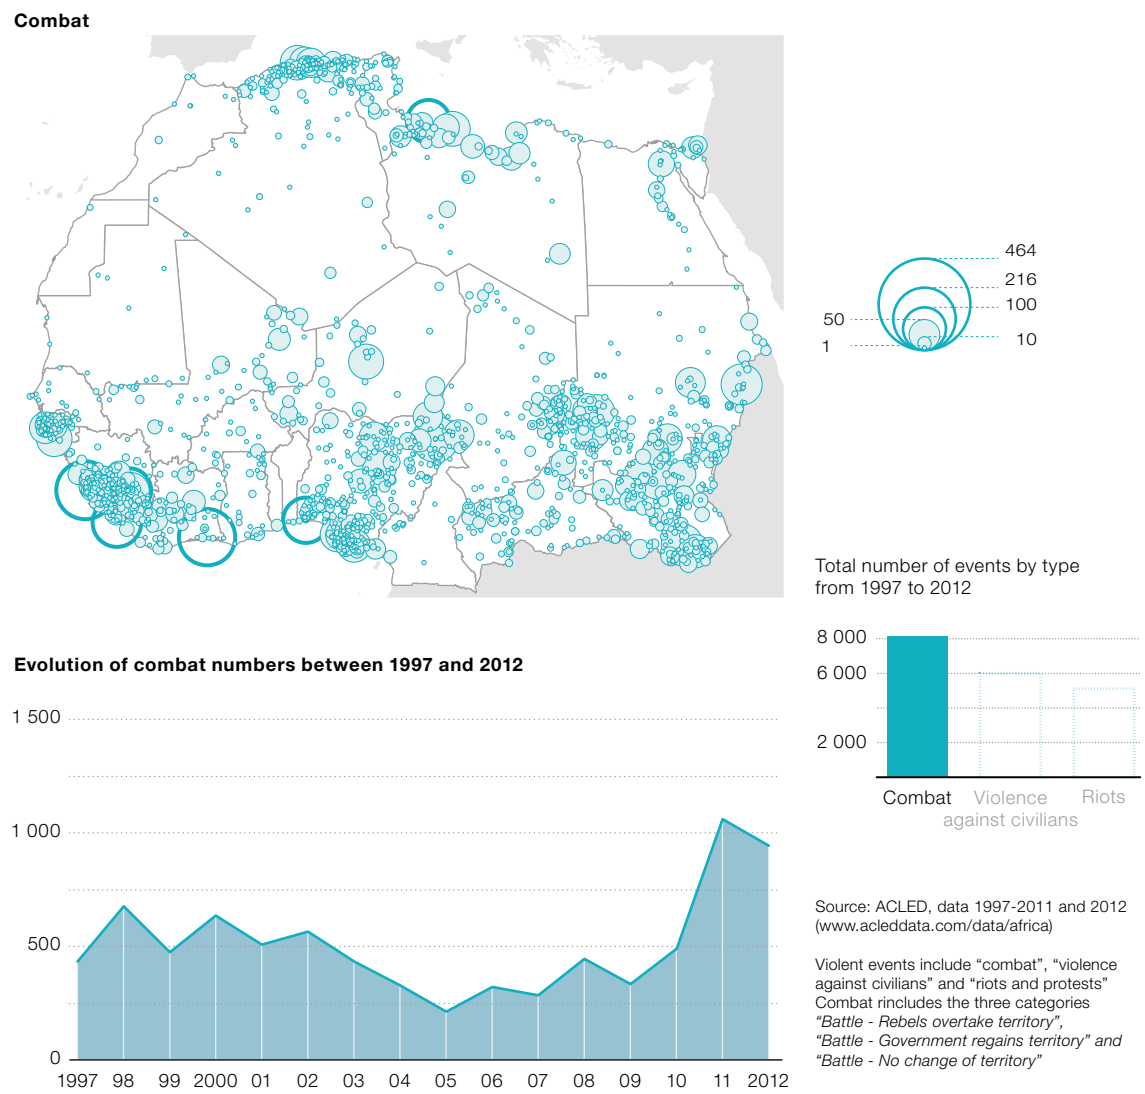 Combat
464
216
100
50
10
1
Total number of events by type
from 1997 to 2012
8 000
6 000
2 000
Combat
Violence
against civilians
Riots
Evolution of combat numbers between 1997 and 2012
1 500
1 000
500
0
1997 98 99 2000 01 02 03 04 05 06 07 08 09 10 11 2012
Source: ACLED, data 1997-2011 and 2012
(www.acleddata.com/data/africa)
Violent events include “combat”, “violence
against civilians” and “riots and protests”
Combat rincludes the three categories
“Battle - Rebels overtake territory”,
“Battle - Government regains territory” and
“Battle - No change of territory”